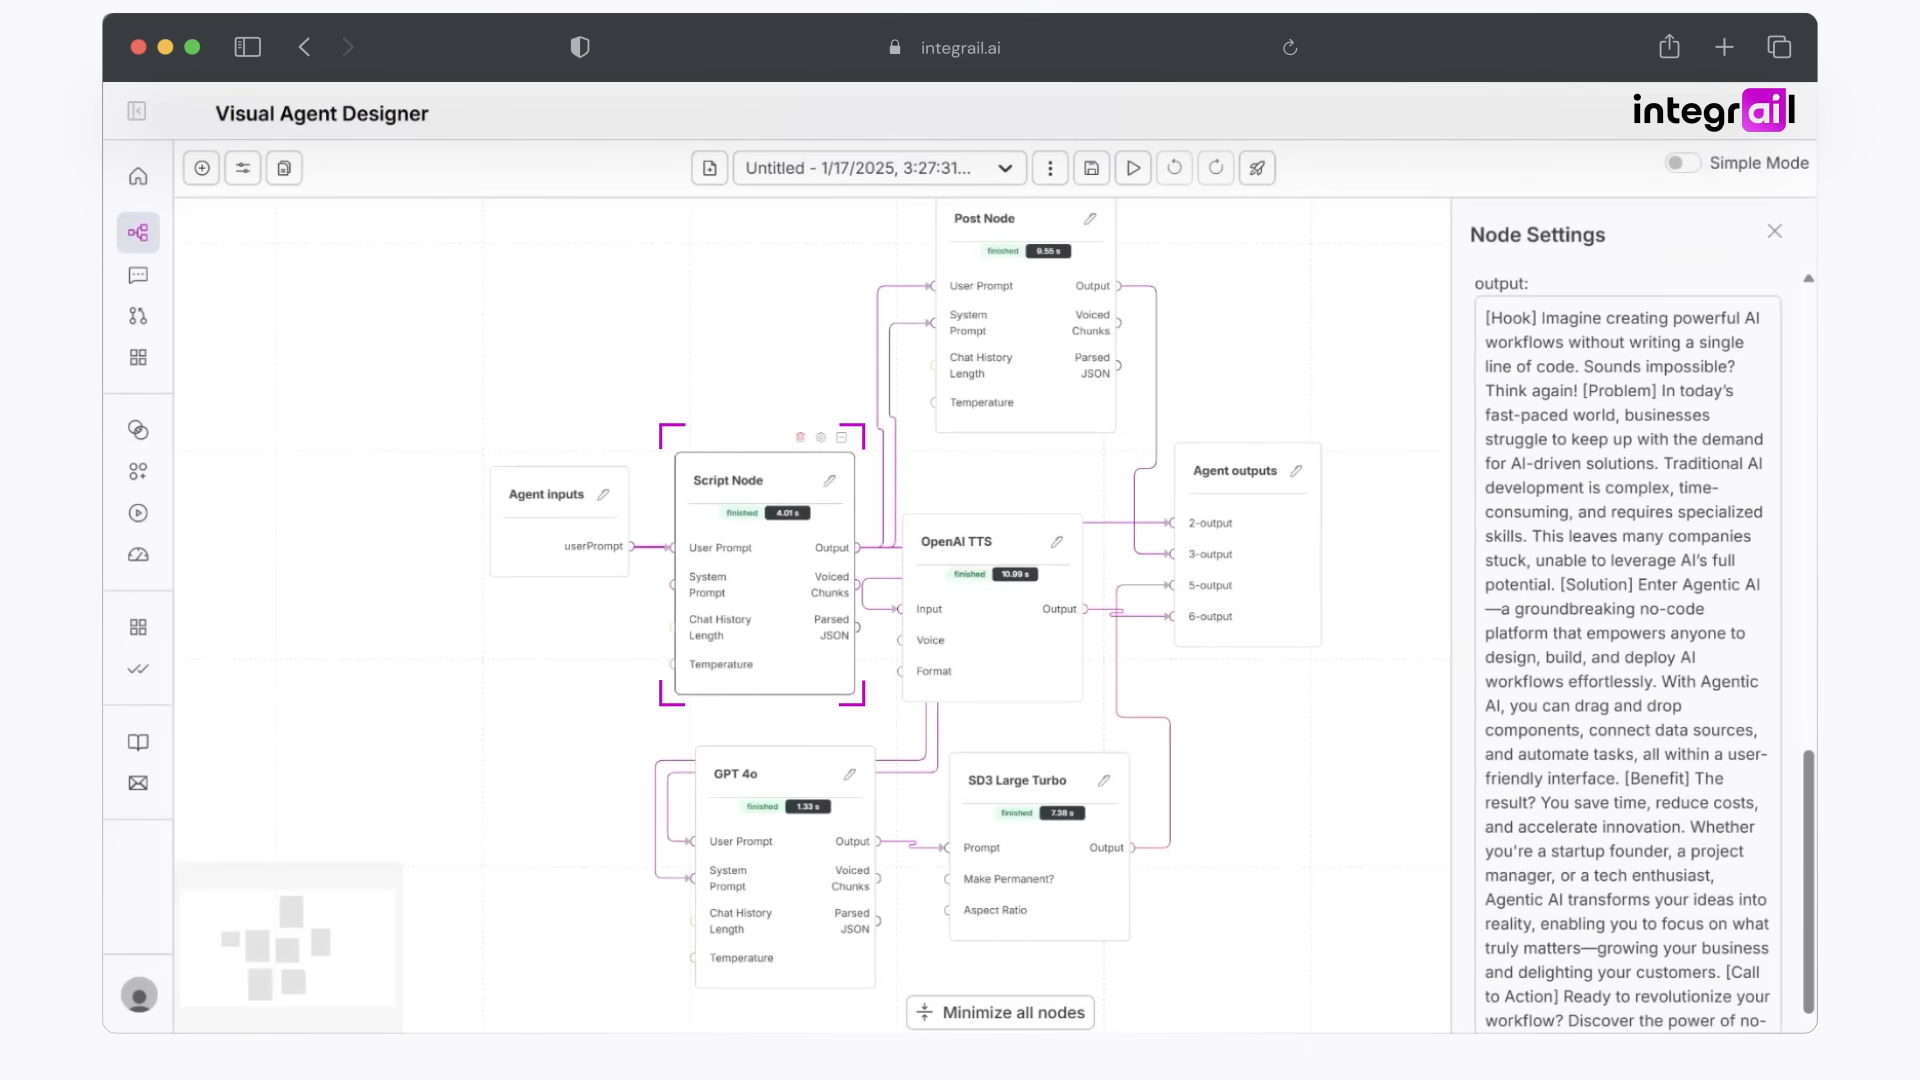 integrail.ai
Visual Agent Designer
integrail
Untitled - 1/17/2025, 3:27:31...
Simple Mode
Post Node
finished 9.55 s
User Prompt Output
System Prompt Voiced Chunks
Chat History Length Parsed JSON
Temperature
Agent inputs
userPrompt
Script Node
finished 4.01 s
User Prompt Output
System Prompt Voiced Chunks
Chat History Length Parsed JSON
Temperature
OpenAI TTS
finished 10.99 s
Input Output
Voice
Format
Agent outputs
2-output
3-output
5-output
6-output
GPT 4o
finished 1.33 s
User Prompt Output
System Prompt Voiced Chunks
Chat History Length Parsed JSON
Temperature
SD3 Large Turbo
finished 7.38 s
Prompt Output
Make Permanent?
Aspect Ratio
Minimize all nodes
Node Settings
output:
[Hook] Imagine creating powerful AI
workflows without writing a single
line of code. Sounds impossible?
Think again! [Problem] In today's
fast-paced world, businesses
struggle to keep up with the demand
for AI-driven solutions. Traditional AI
development is complex, time-
consuming, and requires specialized
skills. This leaves many companies
stuck, unable to leverage AI's full
potential. [Solution] Enter Agentic AI
—a groundbreaking no-code
platform that empowers anyone to
design, build, and deploy AI
workflows effortlessly. With Agentic
AI, you can drag and drop
components, connect data sources,
and automate tasks, all within a user-
friendly interface. [Benefit] The
result? You save time, reduce costs,
and accelerate innovation. Whether
you're a startup founder, a project
manager, or a tech enthusiast,
Agentic AI transforms your ideas into
reality, enabling you to focus on what
truly matters—growing your business
and delighting your customers. [Call
to Action] Ready to revolutionize your
workflow? Discover the power of no-